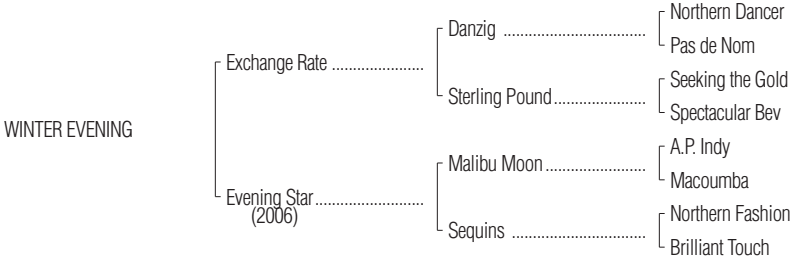 Northern Dancer
Danzig ................................
Pas de Nom
Exchange Rate .....................
Seeking the Gold
Sterling Pound.....................
Spectacular Bev
WINTER EVENING
A.P. Indy
Malibu Moon.......................
Macoumba
Evening Star.........................
(2006)
Northern Fashion
Sequins ..............................
Brilliant Touch